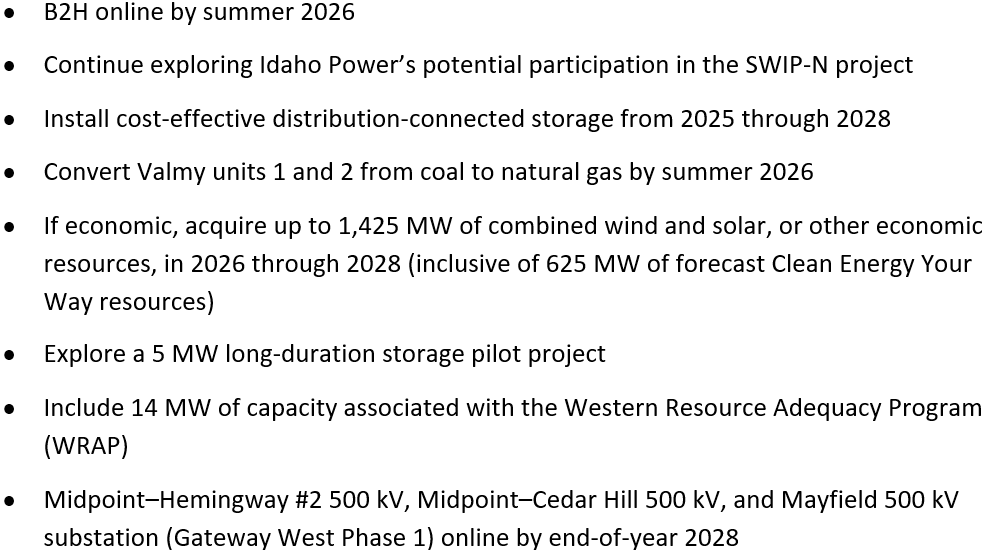 • B2H online by summer 2026
• Continue exploring Idaho Power’s potential participation in the SWIP-N project
• Install cost-effective distribution-connected storage from 2025 through 2028
• Convert Valmy units 1 and 2 from coal to natural gas by summer 2026
• If economic, acquire up to 1,425 MW of combined wind and solar, or other economic
resources, in 2026 through 2028 (inclusive of 625 MW of forecast Clean Energy Your
Way resources)
• Explore a 5 MW long-duration storage pilot project
• Include 14 MW of capacity associated with the Western Resource Adequacy Program
(WRAP)
• Midpoint–Hemingway #2 500 kV, Midpoint–Cedar Hill 500 kV, and Mayfield 500 kV
substation (Gateway West Phase 1) online by end-of-year 2028